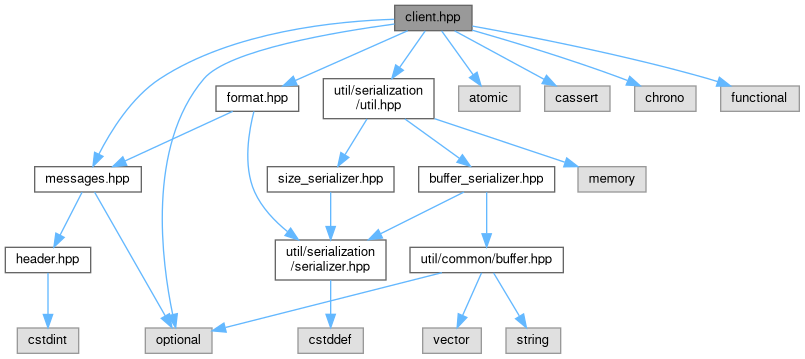 client.hpp
format.hpp
util/serialization
/util.hpp
atomic
cassert
chrono
functional
messages.hpp
size_serializer.hpp
buffer_serializer.hpp
memory
header.hpp
util/serialization
/serializer.hpp
util/common/buffer.hpp
cstdint
optional
cstddef
vector
string